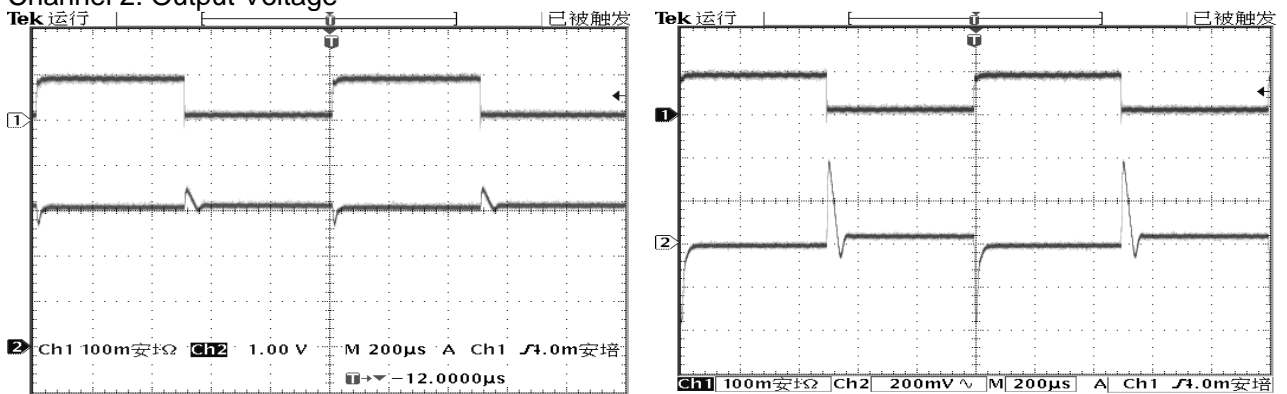 Channel 2: Output Voltage
Tek 运行
已被触发
1
2
Ch1 100m安培Ω Ch2 1.00 V M 200µs A Ch1 4.0m安培
T→▼ -12.0000µs
Tek 运行
已被触发
1
2
Ch1 100m安培Ω Ch2 200mV M 200µs A Ch1 4.0m安培